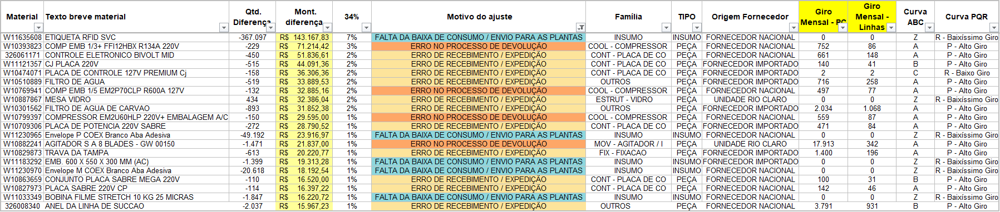 Material Texto breve material Qtd. Diferença Mont. diferença 34% Motivo do ajuste Família TIPO Origem Fornecedor Giro Mensal - PC Giro Mensal - Linhas Curva ABC Curva PQR
W11635608 ETIQUETA RFID SVC -367.097 R$ 143.167,83 7% FALTA DA BAIXA DE CONSUMO / ENVIO PARA AS PLANTAS INSUMO INSUMO FORNECEDOR NACIONAL 0 0 Z R - Baixíssimo Giro
W10393823 COMP EMB 1/3+ FFI12HBX R134A 220V -229 R$ 71.214,42 3% ERRO NO PROCESSO DE DEVOLUÇÃO COOL - COMPRESSOR PEÇA FORNECEDOR NACIONAL 752 86 A P - Alto Giro
326061171 CONTROLE ELETRONICO BIVOLT MID -450 R$ 51.836,61 2% ERRO DE RECEBIMENTO / EXPEDIÇÃO CONT - PLACA DE CO PEÇA FORNECEDOR NACIONAL 661 148 A P - Alto Giro
W11121357 CJ PLACA 220V -515 R$ 44.091,36 2% ERRO DE RECEBIMENTO / EXPEDIÇÃO CONT - PLACA DE CO PEÇA FORNECEDOR IMPORTADO 140 41 B P - Alto Giro
W10474071 PLACA DE CONTROLE 127V PREMIUM Cj -158 R$ 36.306,36 2% ERRO DE RECEBIMENTO / EXPEDIÇÃO CONT - PLACA DE CO PEÇA FORNECEDOR IMPORTADO 2 2 C R - Baixo Giro
W10510889 FILTRO DE AGUA -519 R$ 33.889,53 2% ERRO DE RECEBIMENTO / EXPEDIÇÃO OUTROS PEÇA FORNECEDOR IMPORTADO 716 258 A P - Alto Giro
W10769941 COMP EMB 1/5 EM2P70CLP R600A 127V -132 R$ 32.885,16 2% ERRO NO PROCESSO DE DEVOLUÇÃO COOL - COMPRESSOR PEÇA FORNECEDOR NACIONAL 497 77 A P - Alto Giro
W10887867 MESA VIDRO 434 R$ 32.386,04 2% ERRO DE RECEBIMENTO / EXPEDIÇÃO ESTRUT - VIDRO PEÇA UNIDADE RIO CLARO 0 0 Z R - Baixíssimo Giro
W10301562 FILTRO DE AGUA DE CARVAO -893 R$ 31.852,38 2% ERRO DE RECEBIMENTO / EXPEDIÇÃO OUTROS PEÇA FORNECEDOR IMPORTADO 2.034 1.068 A P - Alto Giro
W10799397 COMPRESSOR EM2U60HLP 220V+ EMBALAGEM A/C -150 R$ 29.595,00 1% ERRO NO PROCESSO DE DEVOLUÇÃO COOL - COMPRESSOR PEÇA FORNECEDOR NACIONAL 559 87 A P - Alto Giro
W10709306 PLACA DE POTENCIA 220V SABRE -272 R$ 28.790,52 1% ERRO DE RECEBIMENTO / EXPEDIÇÃO CONT - PLACA DE CO PEÇA FORNECEDOR IMPORTADO 471 84 A P - Alto Giro
W11230965 Envelope P COEX Branco Aba Adesiva -49.192 R$ 23.916,97 1% FALTA DA BAIXA DE CONSUMO / ENVIO PARA AS PLANTAS INSUMO INSUMO FORNECEDOR NACIONAL 0 0 Z R - Baixíssimo Giro
W10882241 AGITADOR S A 8 BLADES - GW 00150 -1.471 R$ 21.837,00 1% ERRO NO PROCESSO DE DEVOLUÇÃO MOV - AGITADOR / I PEÇA UNIDADE RIO CLARO 17.913 342 A P - Alto Giro
W10829873 TRAVA DA TAMPA -613 R$ 20.220,77 1% ERRO DE RECEBIMENTO / EXPEDIÇÃO FIX - FIXACAO PEÇA FORNECEDOR IMPORTADO 1.400 196 A P - Alto Giro
W11183292 EMB. 600 X 550 X 300 MM (AC) -1.399 R$ 19.313,28 1% FALTA DA BAIXA DE CONSUMO / ENVIO PARA AS PLANTAS INSUMO INSUMO FORNECEDOR IMPORTADO 0 0 Z R - Baixíssimo Giro
W11230970 Envelope M COEX Branco Aba Adesiva -20.618 R$ 18.192,54 1% FALTA DA BAIXA DE CONSUMO / ENVIO PARA AS PLANTAS INSUMO INSUMO FORNECEDOR NACIONAL 0 0 Z R - Baixíssimo Giro
W10863659 CONJUNTO PLACA SABRE MEGA 220V -110 R$ 16.520,00 1% ERRO DE RECEBIMENTO / EXPEDIÇÃO CONT - PLACA DE CO PEÇA FORNECEDOR NACIONAL 100 31 B P - Alto Giro
W10827973 PLACA SABRE 220V CP -114 R$ 16.397,22 1% ERRO DE RECEBIMENTO / EXPEDIÇÃO CONT - PLACA DE CO PEÇA FORNECEDOR NACIONAL 142 46 A P - Alto Giro
W11033349 BOBINA FILME STRETCH 10 KG 25 MICRAS -1.847 R$ 16.220,72 1% FALTA DA BAIXA DE CONSUMO / ENVIO PARA AS PLANTAS INSUMO INSUMO FORNECEDOR NACIONAL 0 0 Z R - Baixíssimo Giro
326008340 ANEL DA LINHA DE SUCCAO -2.037 R$ 15.967,23 1% ERRO DE RECEBIMENTO / EXPEDIÇÃO OUTROS PEÇA FORNECEDOR NACIONAL 3.791 931 B P - Alto Giro